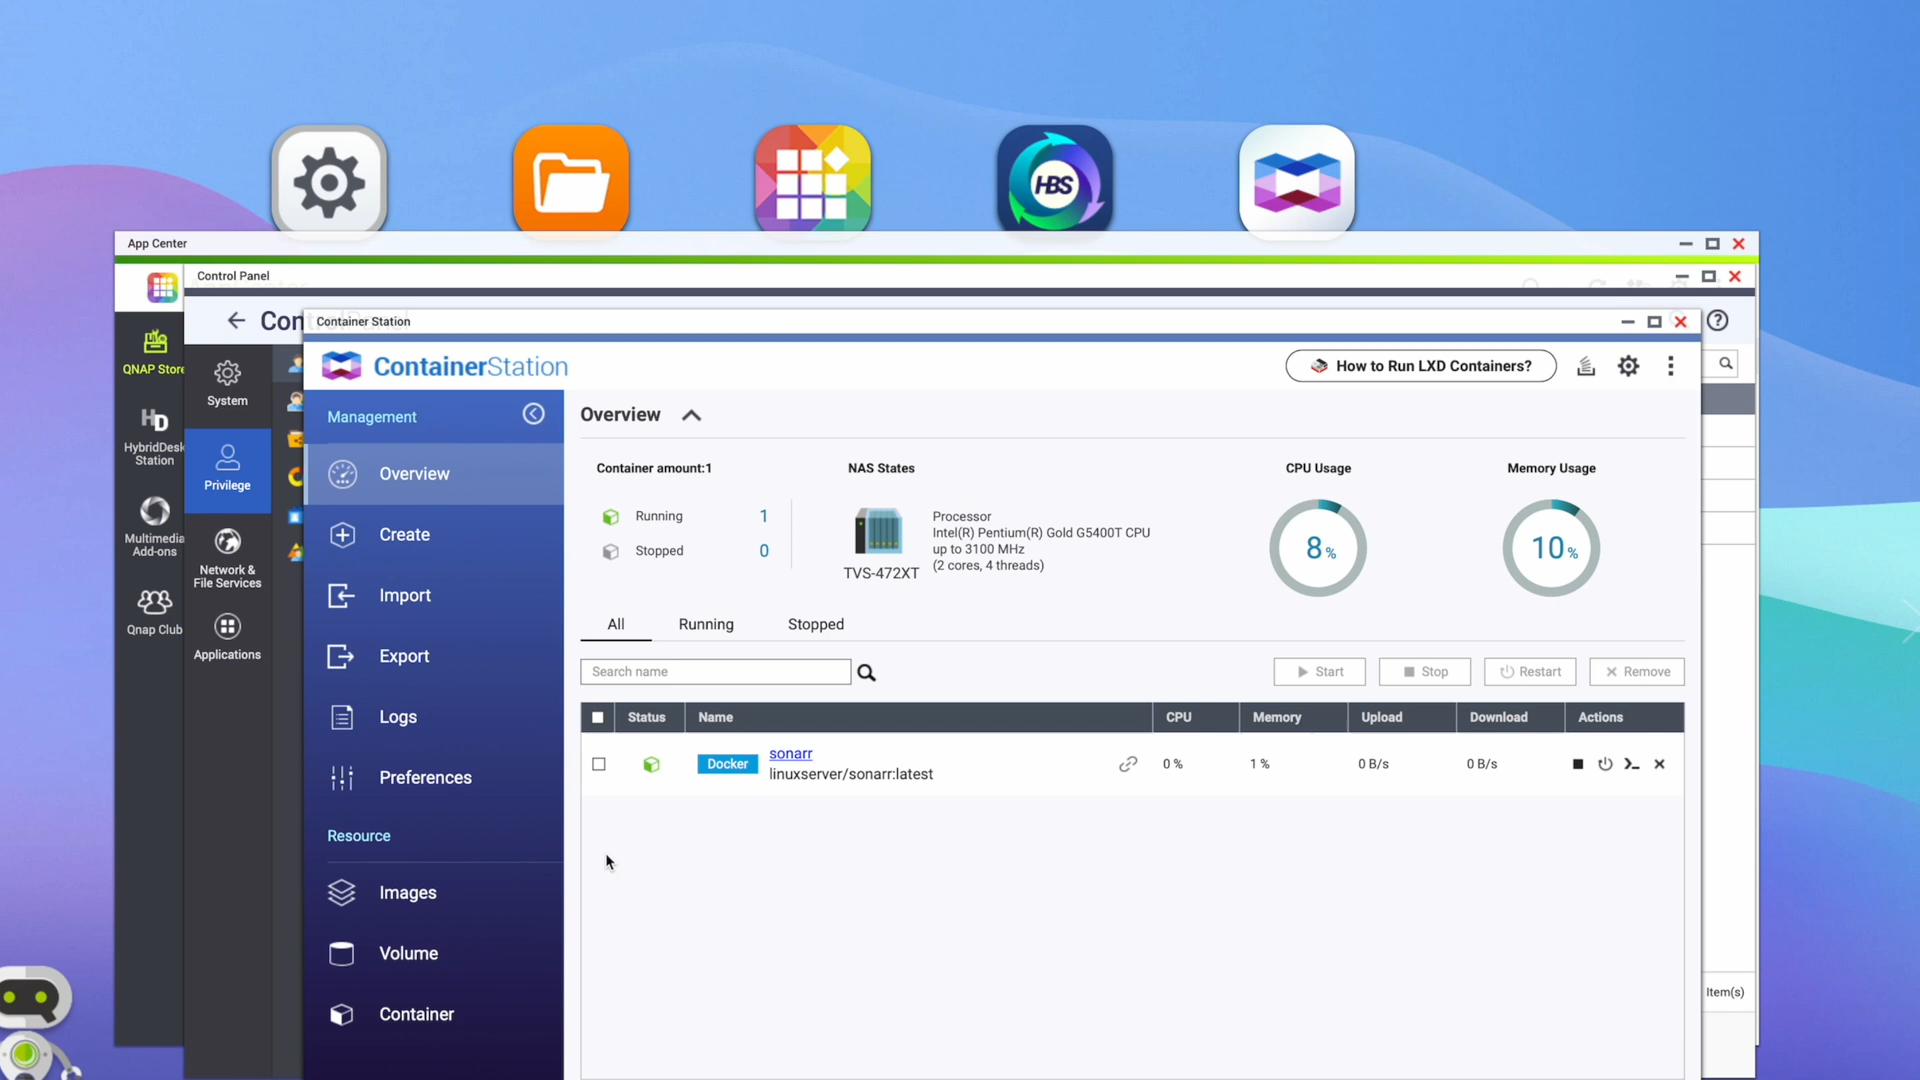 HBS
App Center
Control Panel
Con
Container Station
QNAP Store
HD
HybridDesk
Station
Multimedia
Add-ons
Qnap Club
System
Privilege
Network &
File Services
Applications
ContainerStation
How to Run LXD Containers?
Management
Overview
Create
Import
Export
Logs
Preferences
Resource
Images
Volume
Container
Overview
Container amount:1
Running 1
Stopped 0
NAS States
TVS-472XT
Processor
Intel(R) Pentium(R) Gold G5400T CPU
up to 3100 MHz
(2 cores, 4 threads)
CPU Usage
8%
Memory Usage
10%
All Running Stopped
Search name
Start Stop Restart Remove
Status Name CPU Memory Upload Download Actions
Docker sonarr
linuxserver/sonarr:latest
0 % 1 % 0 B/s 0 B/s
Item(s)